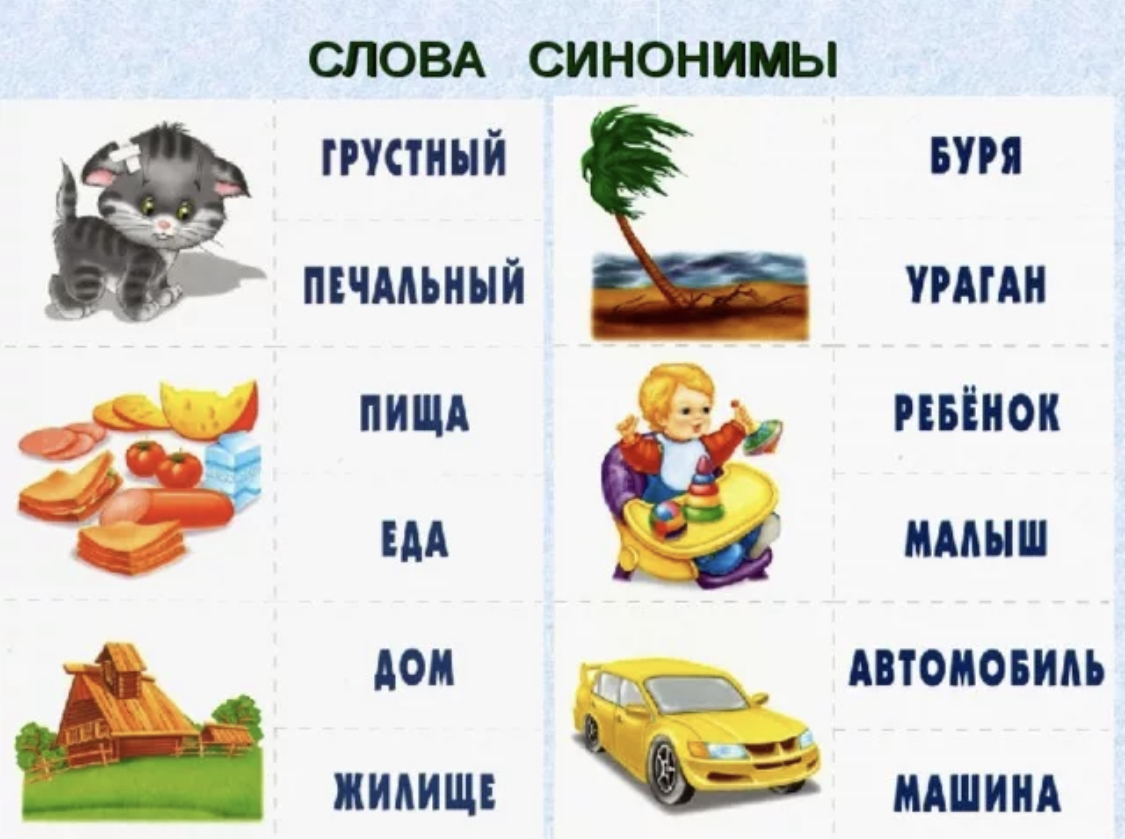 СЛОВА СИНОНИМЫ
ГРУСТНЫЙ
ПЕЧАЛЬНЫЙ
БУРЯ
УРАГАН
ПИЩА
ЕДА
РЕБЁНОК
МАЛЫШ
ДОМ
ЖИЛИЩЕ
АВТОМОБИЛЬ
МАШИНА